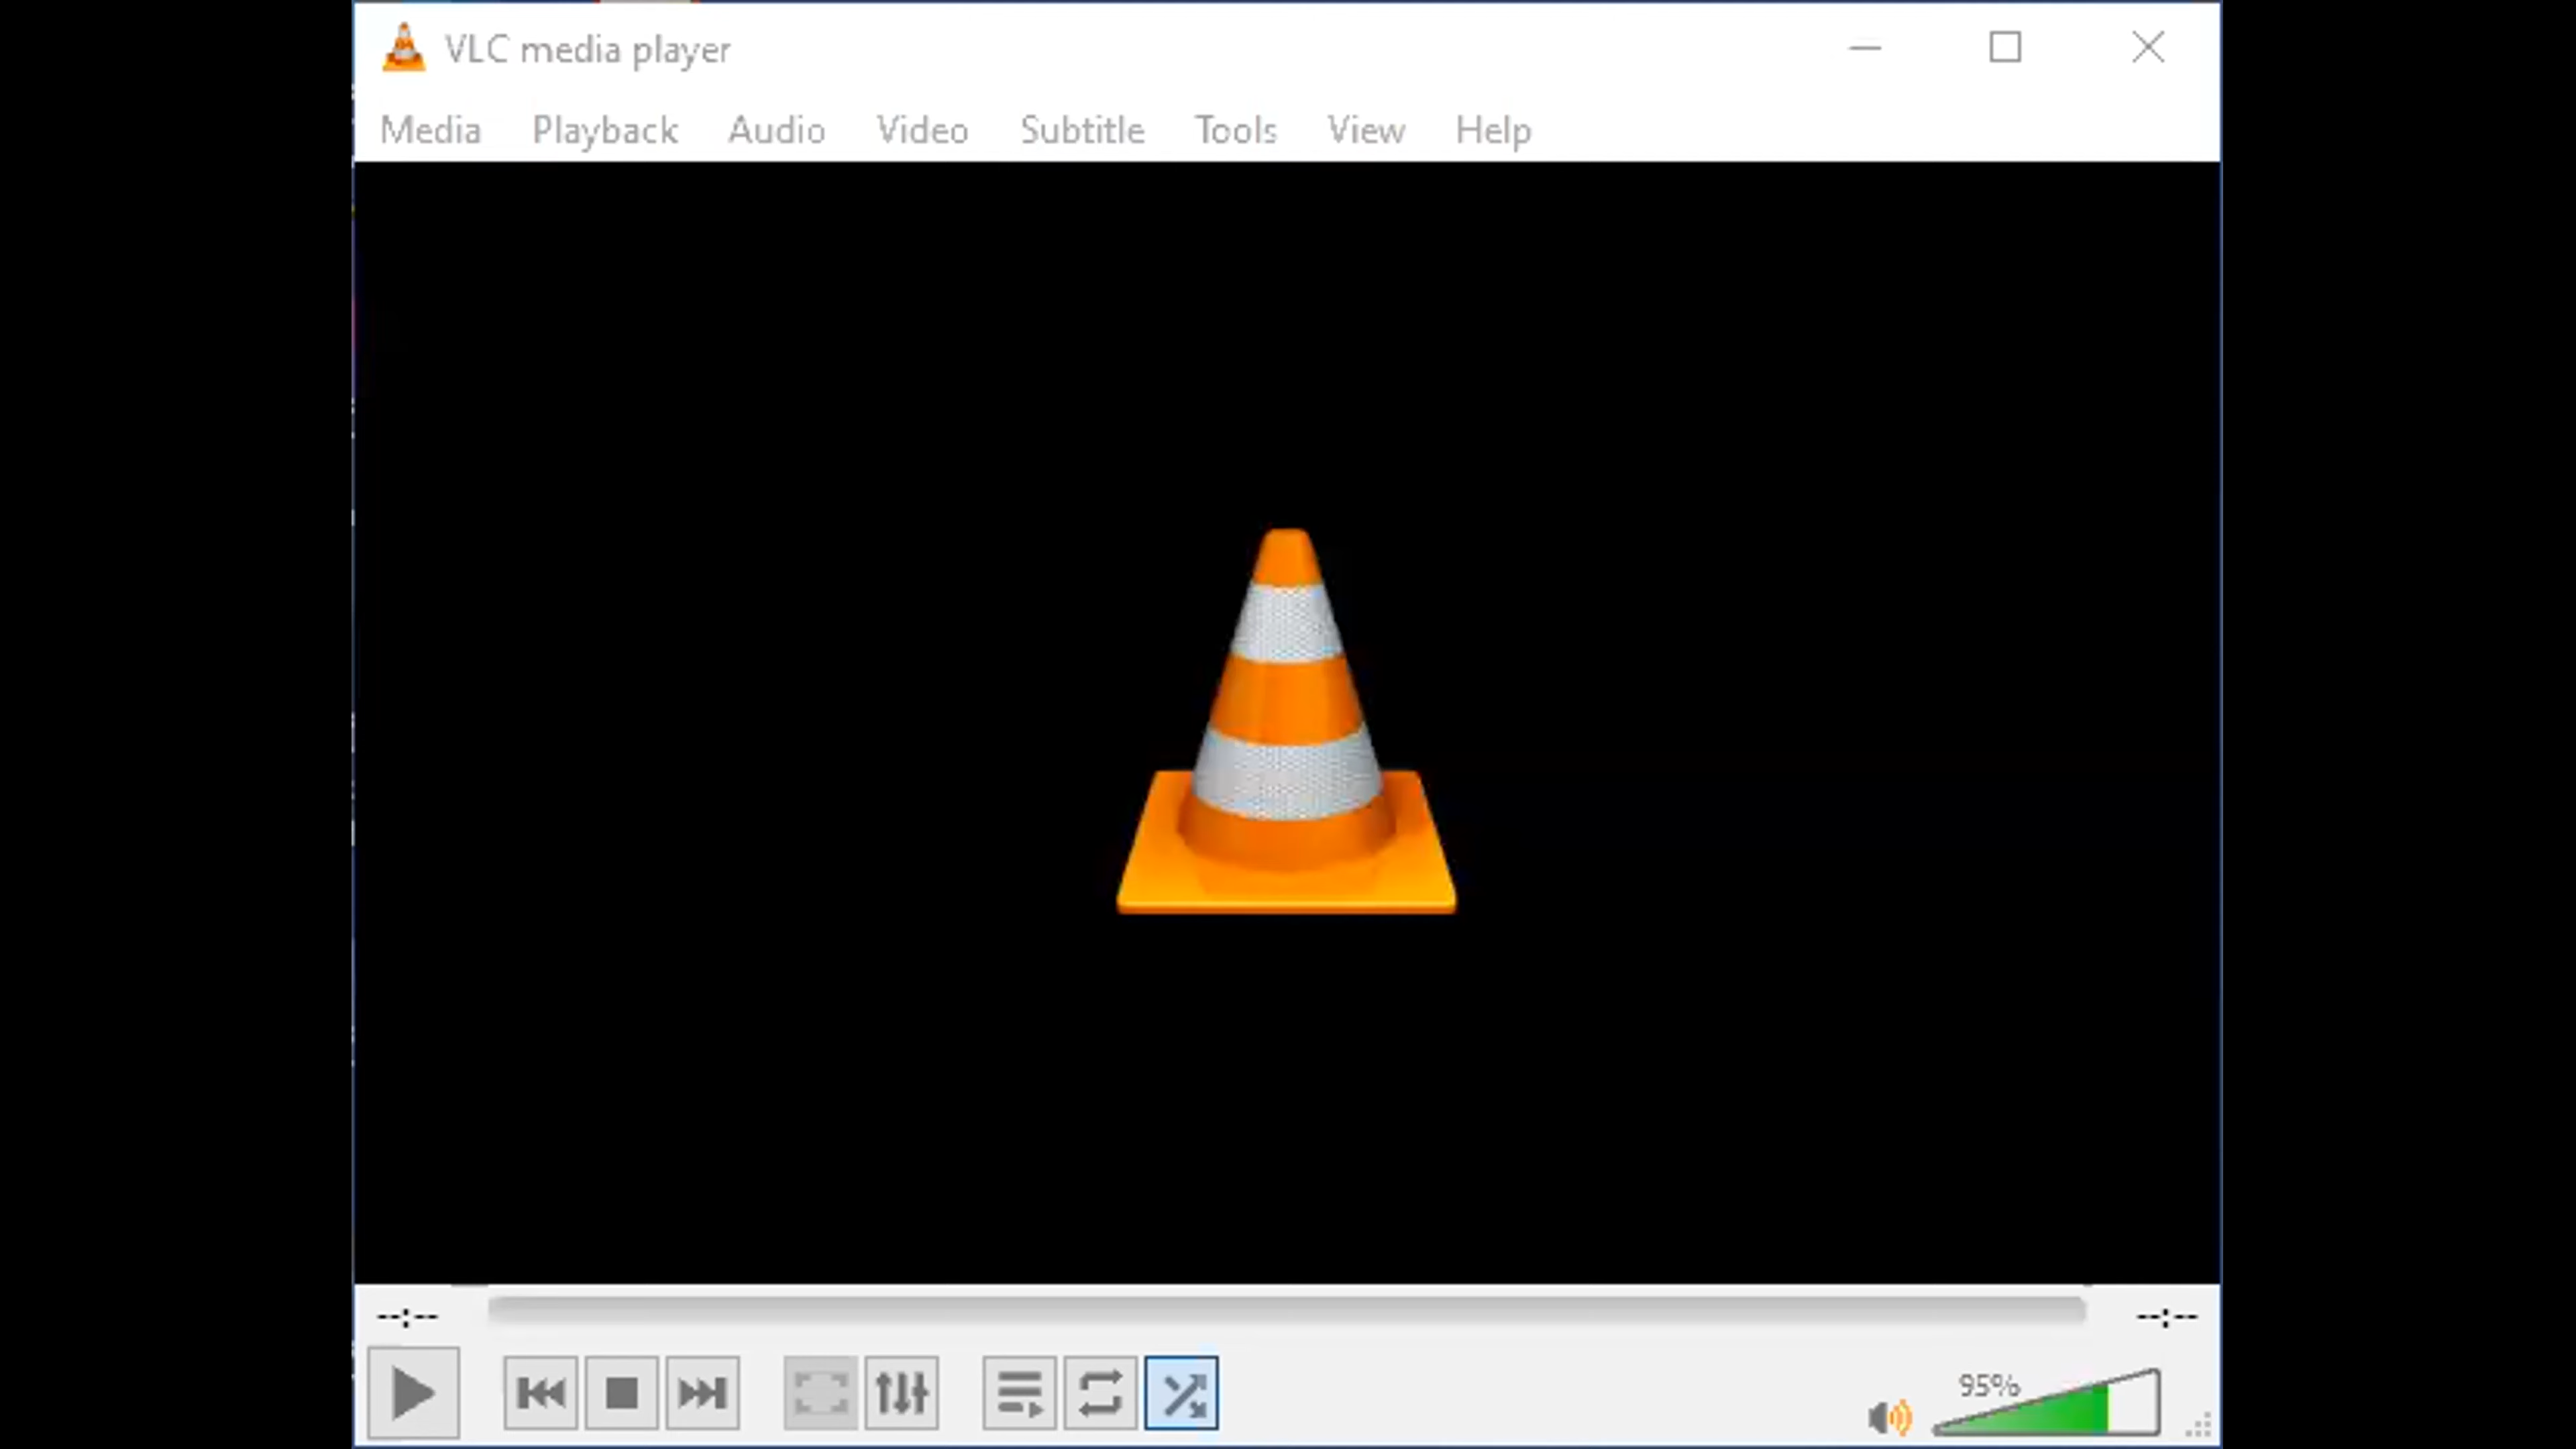 VLC media player
Media Playback Audio Video Subtitle Tools View Help
--:-- --:--
95%